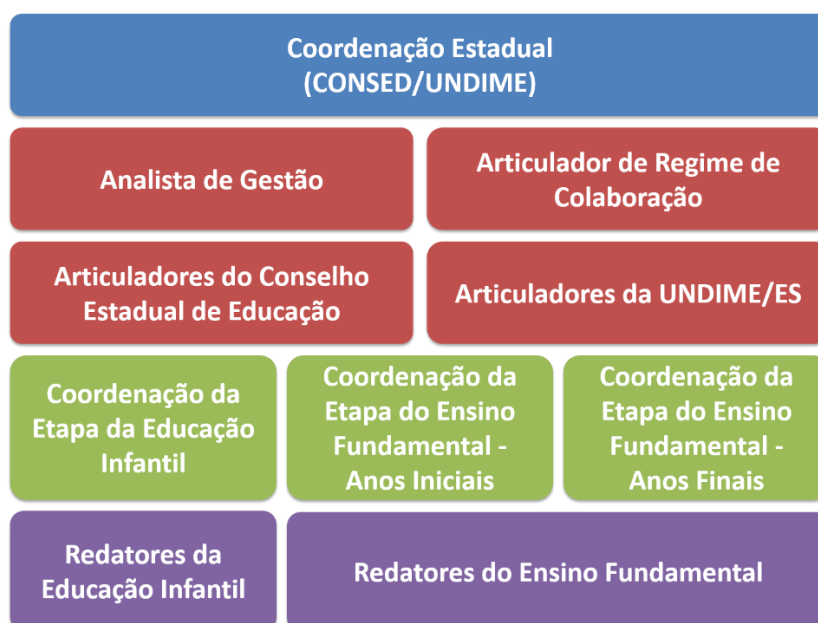 Coordenação Estadual
(CONSED/UNDIME)
Analista de Gestão
Articulador de Regime de
Colaboração
Articuladores do Conselho
Estadual de Educação
Articuladores da UNDIME/ES
Coordenação da
Etapa da Educação
Infantil
Coordenação da
Etapa do Ensino
Fundamental -
Anos Iniciais
Coordenação da
Etapa do Ensino
Fundamental -
Anos Finais
Redatores da
Educação Infantil
Redatores do Ensino Fundamental